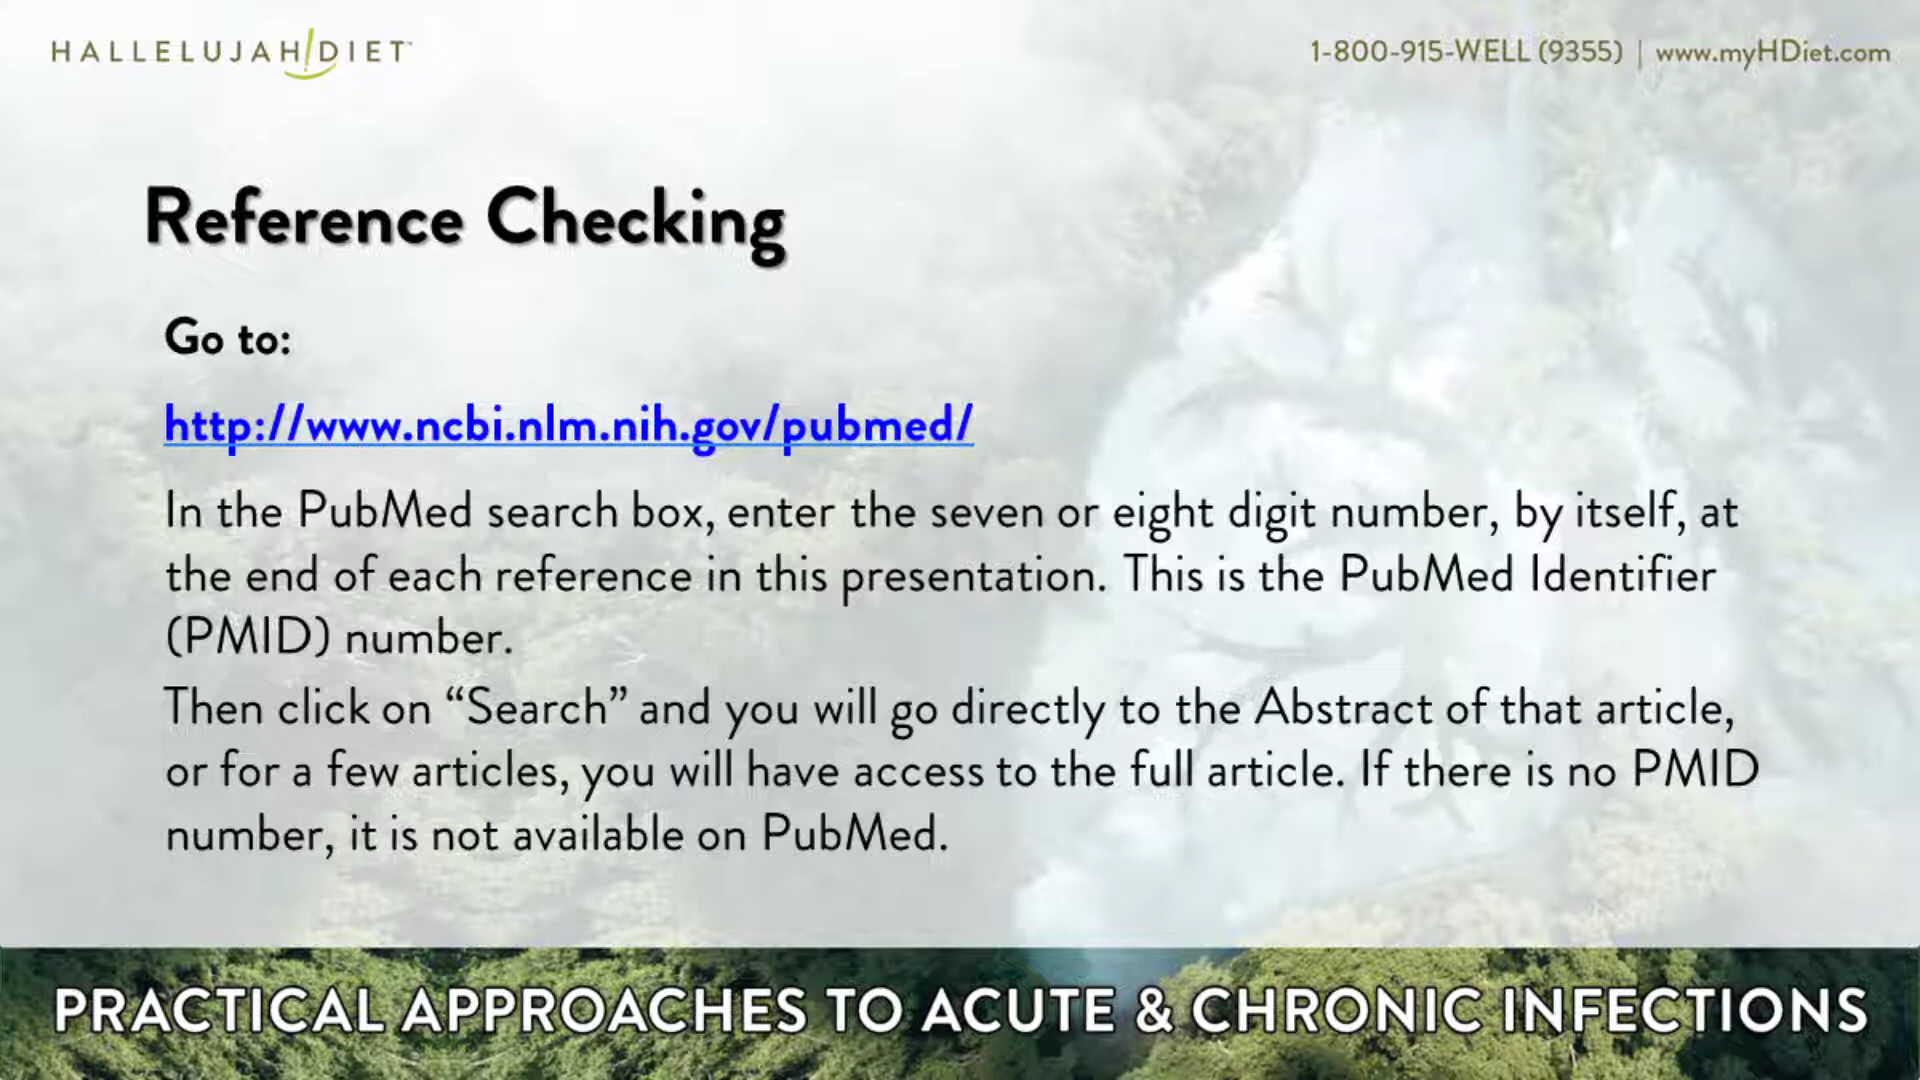 HALLELUJAH DIET™
1-800-915-WELL (9355) | www.myHDiet.com
Reference Checking
Go to:
http://www.ncbi.nlm.nih.gov/pubmed/
In the PubMed search box, enter the seven or eight digit number, by itself, at
the end of each reference in this presentation. This is the PubMed Identifier
(PMID) number.
Then click on “Search” and you will go directly to the Abstract of that article,
or for a few articles, you will have access to the full article. If there is no PMID
number, it is not available on PubMed.
PRACTICAL APPROACHES TO ACUTE & CHRONIC INFECTIONS